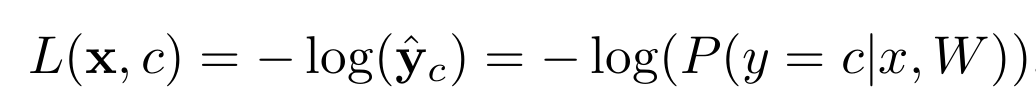 L(𝐱, c) = − log(𝐲̂_c) = − log(P(y = c|x, W)).